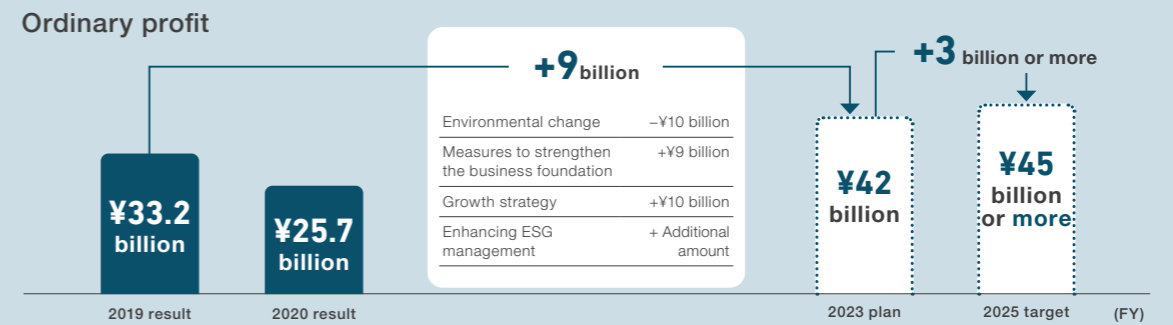 Ordinary profit
+9 billion
Environmental change −¥10 billion
Measures to strengthen +¥9 billion
the business foundation
Growth strategy +¥10 billion
Enhancing ESG + Additional
management amount
+3 billion or more
¥33.2
billion
¥25.7
billion
¥42
billion
¥45
billion
or more
2019 result
2020 result
2023 plan
2025 target
(FY)